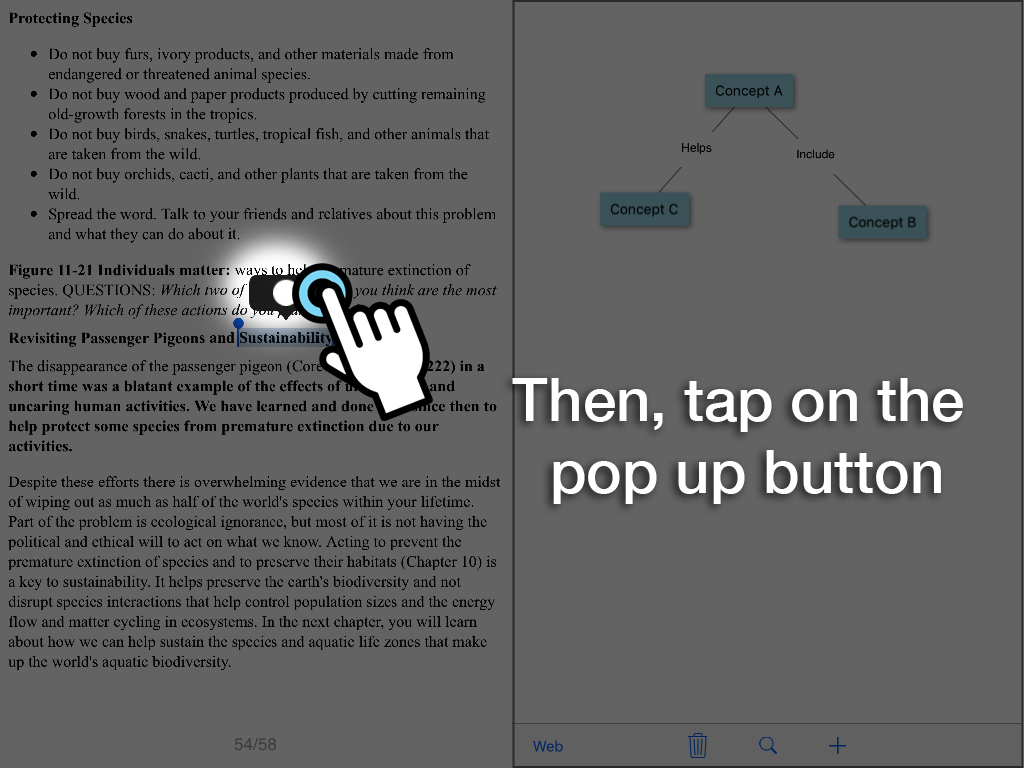 Protecting Species
Do not buy furs, ivory products, and other materials made from
endangered or threatened animal species.
Do not buy wood and paper products produced by cutting remaining
old-growth forests in the tropics.
Do not buy birds, snakes, turtles, tropical fish, and other animals that
are taken from the wild.
Do not buy orchids, cacti, and other plants that are taken from the
wild.
Spread the word. Talk to your friends and relatives about this problem
and what they can do about it.
Figure 11-21 Individuals matter: ways to mature extinction of
species. QUESTIONS: Which two of you think are the most
important? Which of these actions do you
Revisiting Passenger Pigeons and Sustainability
The disappearance of the passenger pigeon (Core 222) in a
short time was a blatant example of the effects of and
uncaring human activities. We have learned and done then to
help protect some species from premature extinction due to our
activities.
Despite these efforts there is overwhelming evidence that we are in the midst
of wiping out as much as half of the world's species within your lifetime.
Part of the problem is ecological ignorance, but most of it is not having the
political and ethical will to act on what we know. Acting to prevent the
premature extinction of species and to preserve their habitats (Chapter 10) is
a key to sustainability. It helps preserve the earth's biodiversity and not
disrupt species interactions that help control population sizes and the energy
flow and matter cycling in ecosystems. In the next chapter, you will learn
about how we can help sustain the species and aquatic life zones that make
up the world's aquatic biodiversity.
54/58
Concept A
Helps
Include
Concept C
Concept B
Then, tap on the
pop up button
Web